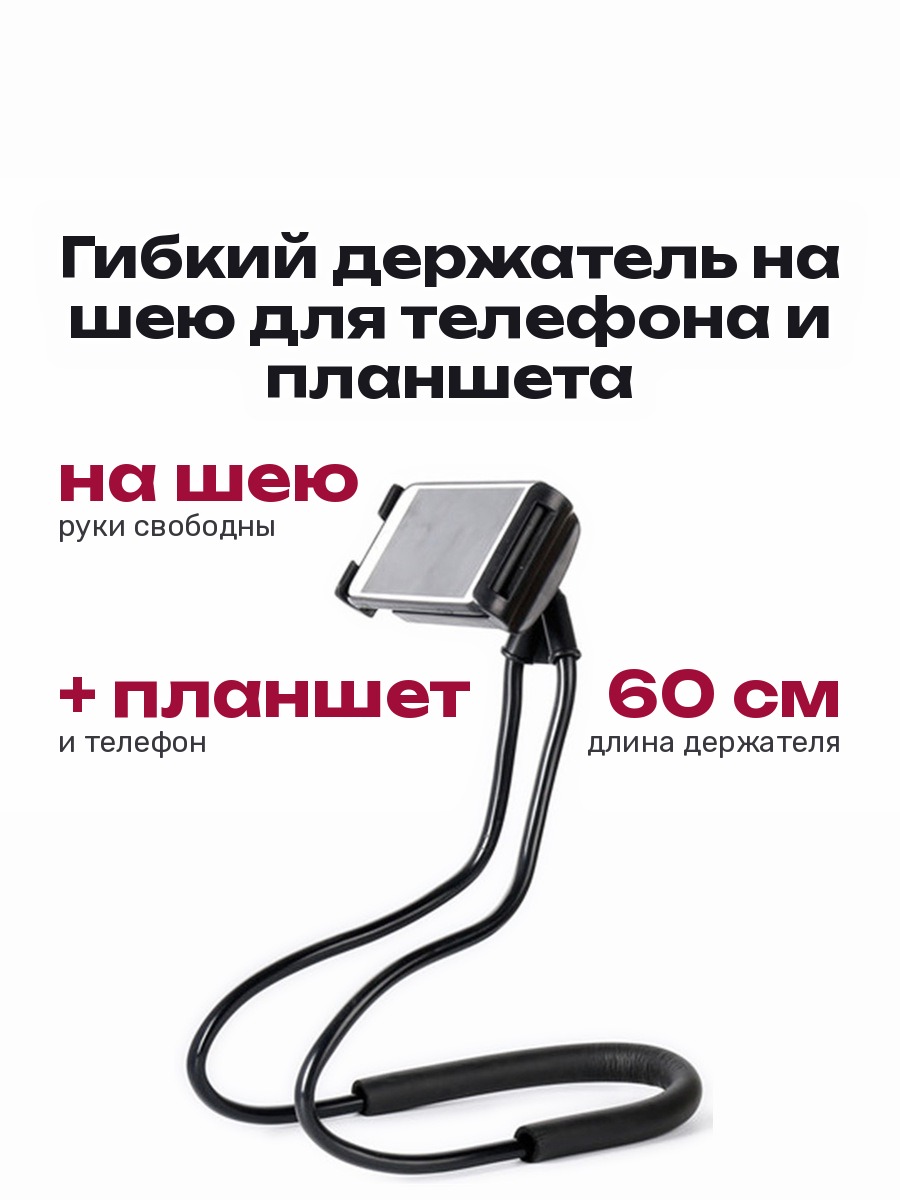 Гибкий держатель на
шею для телефона и
планшета
на шею
руки свободны
+ планшет
и телефон
60 см
длина держателя